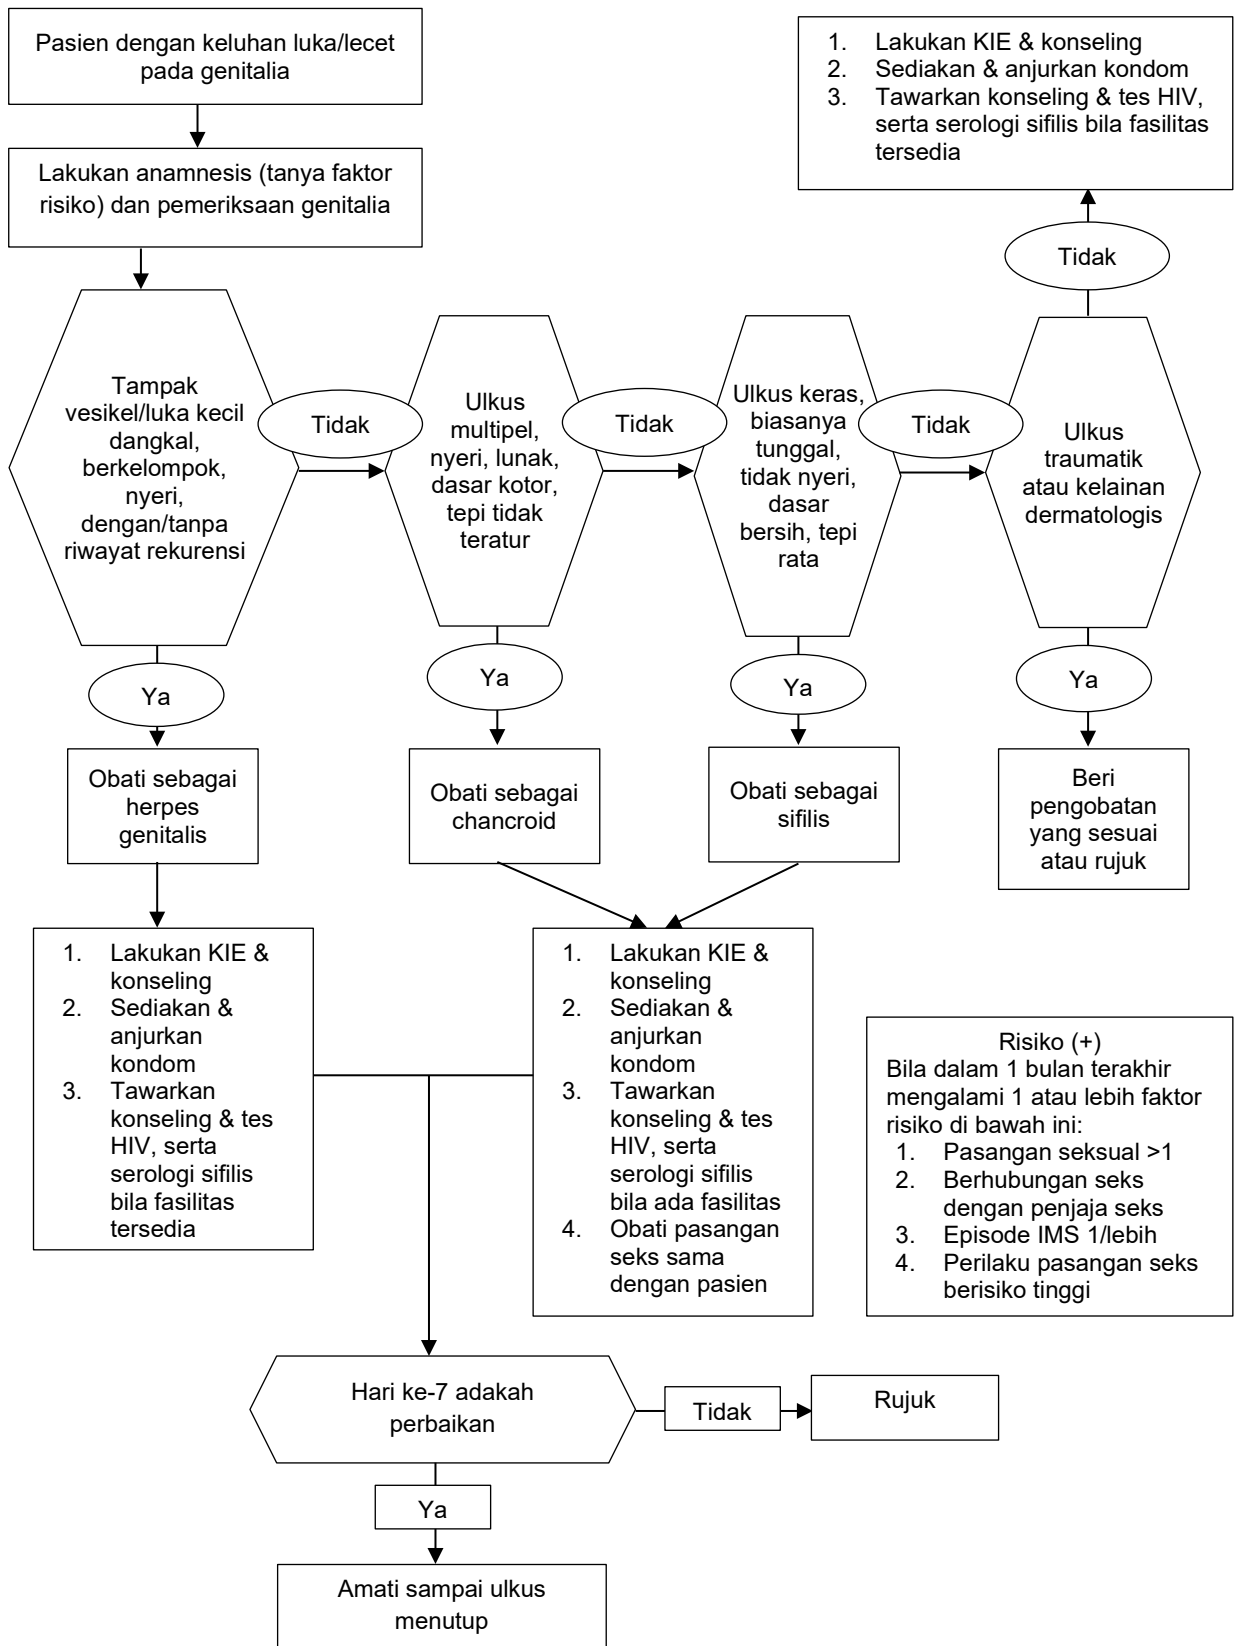 Pasien dengan keluhan luka/lecet
pada genitalia
Lakukan anamnesis (tanya faktor
risiko) dan pemeriksaan genitalia
1. Lakukan KIE & konseling
2. Sediakan & anjurkan kondom
3. Tawarkan konseling & tes HIV,
serta serologi sifilis bila fasilitas
tersedia
Tidak
Tampak
vesikel/luka kecil
dangkal,
berkelompok,
nyeri,
dengan/tanpa
riwayat rekurensi
Tidak
Ulkus
multipel,
nyeri, lunak,
dasar kotor,
tepi tidak
teratur
Tidak
Ulkus keras,
biasanya
tunggal,
tidak nyeri,
dasar
bersih, tepi
rata
Tidak
Ulkus
traumatik
atau kelainan
dermatologis
Ya
Ya
Ya
Ya
Obati sebagai
herpes
genitalis
Obati sebagai
chancroid
Obati sebagai
sifilis
Beri
pengobatan
yang sesuai
atau rujuk
1. Lakukan KIE &
konseling
2. Sediakan &
anjurkan
kondom
3. Tawarkan
konseling & tes
HIV, serta
serologi sifilis
bila fasilitas
tersedia
1. Lakukan KIE &
konseling
2. Sediakan &
anjurkan
kondom
3. Tawarkan
konseling & tes
HIV, serta
serologi sifilis
bila ada fasilitas
4. Obati pasangan
seks sama
dengan pasien
Risiko (+)
Bila dalam 1 bulan terakhir
mengalami 1 atau lebih faktor
risiko di bawah ini:
1. Pasangan seksual >1
2. Berhubungan seks
dengan penjaja seks
3. Episode IMS 1/lebih
4. Perilaku pasangan seks
berisiko tinggi
Hari ke-7 adakah
perbaikan
Tidak
Rujuk
Ya
Amati sampai ulkus
menutup